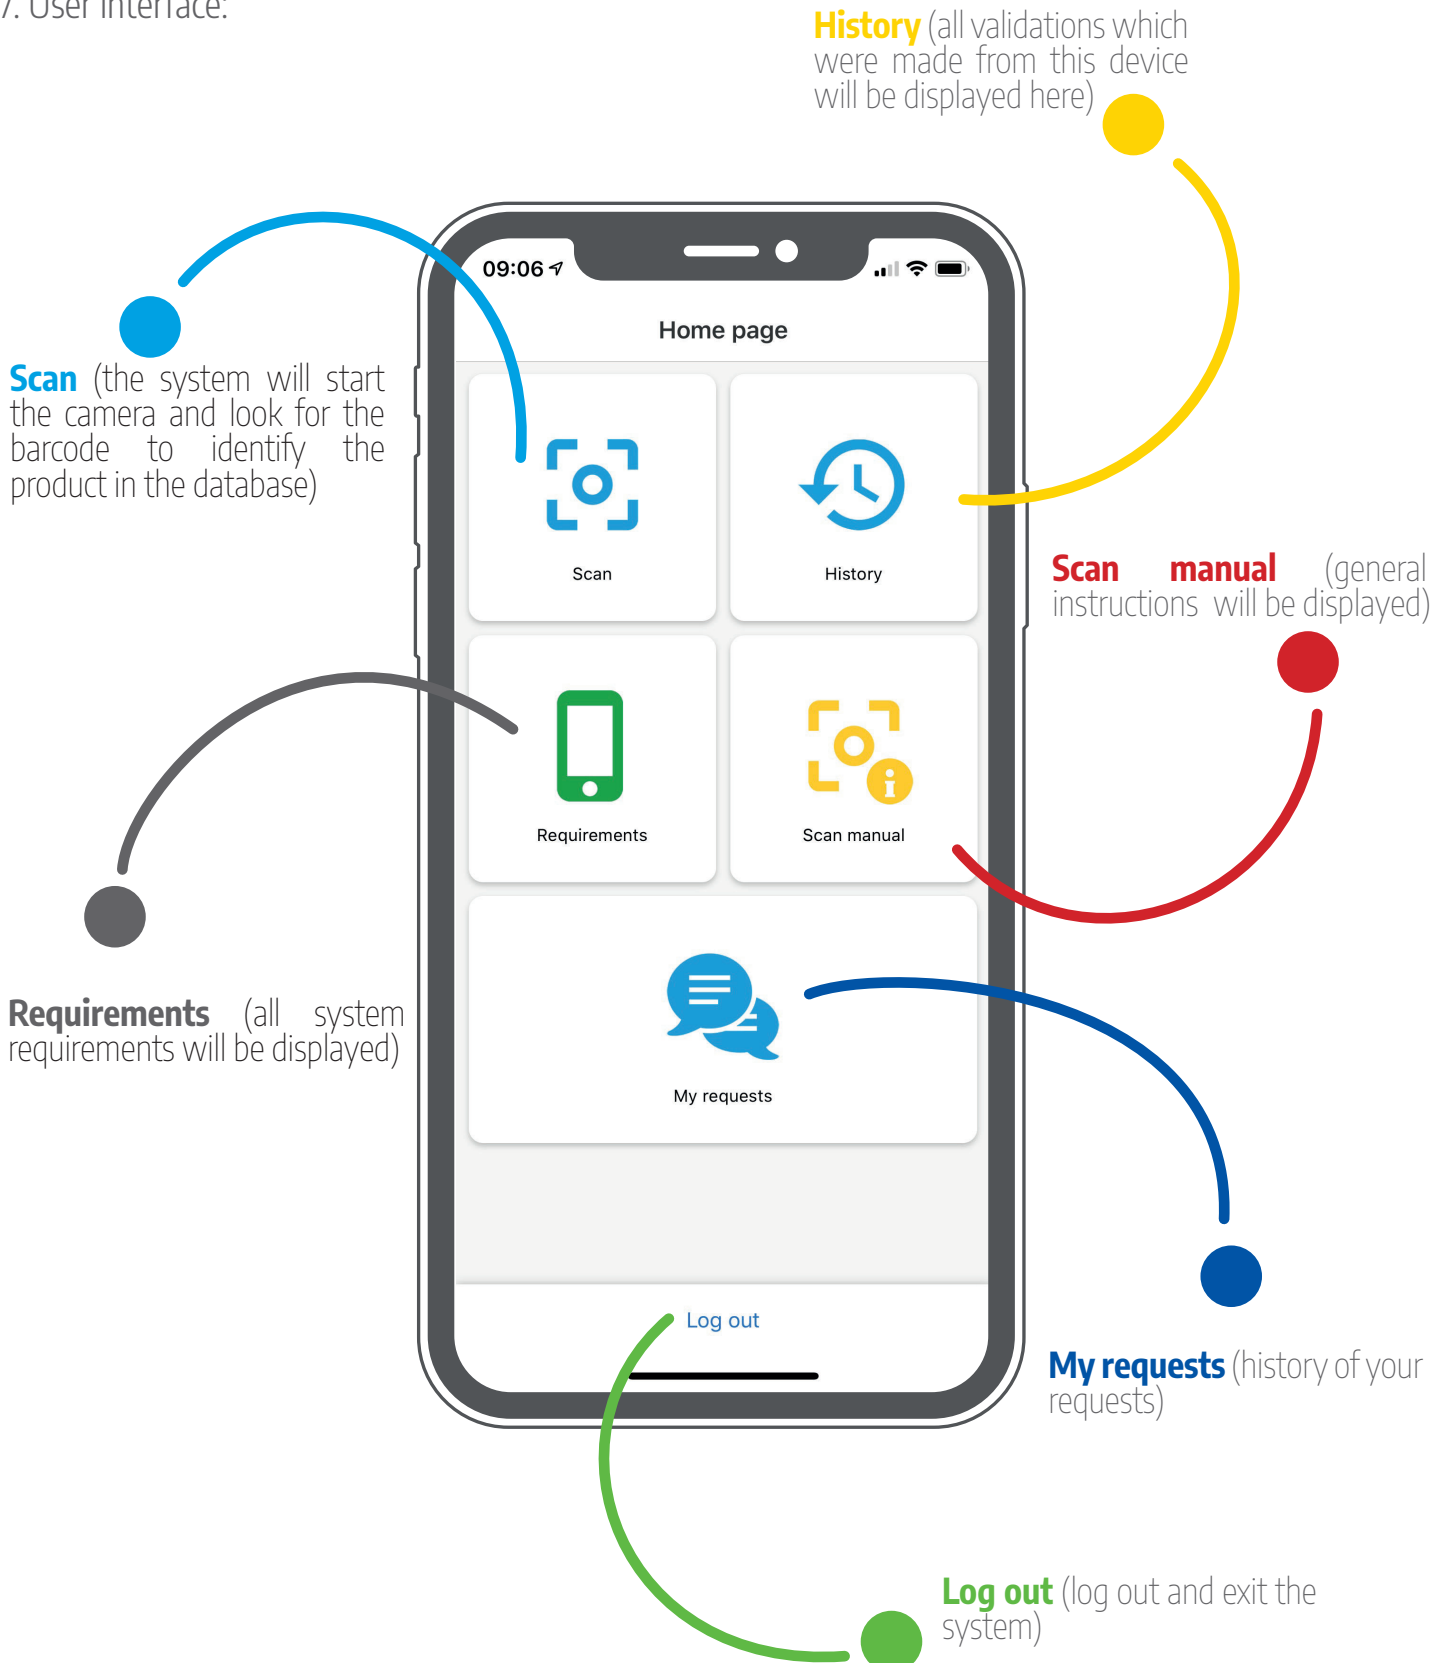 7. User interface:
History (all validations which
were made from this device
will be displayed here)
09:06
Home page
Scan (the system will start
the camera and look for the
barcode to identify the
product in the database)
Scan
History
Scan manual (general
instructions will be displayed)
Requirements
Scan manual
Requirements (all system
requirements will be displayed)
My requests
Log out
My requests (history of your
requests)
Log out (log out and exit the
system)